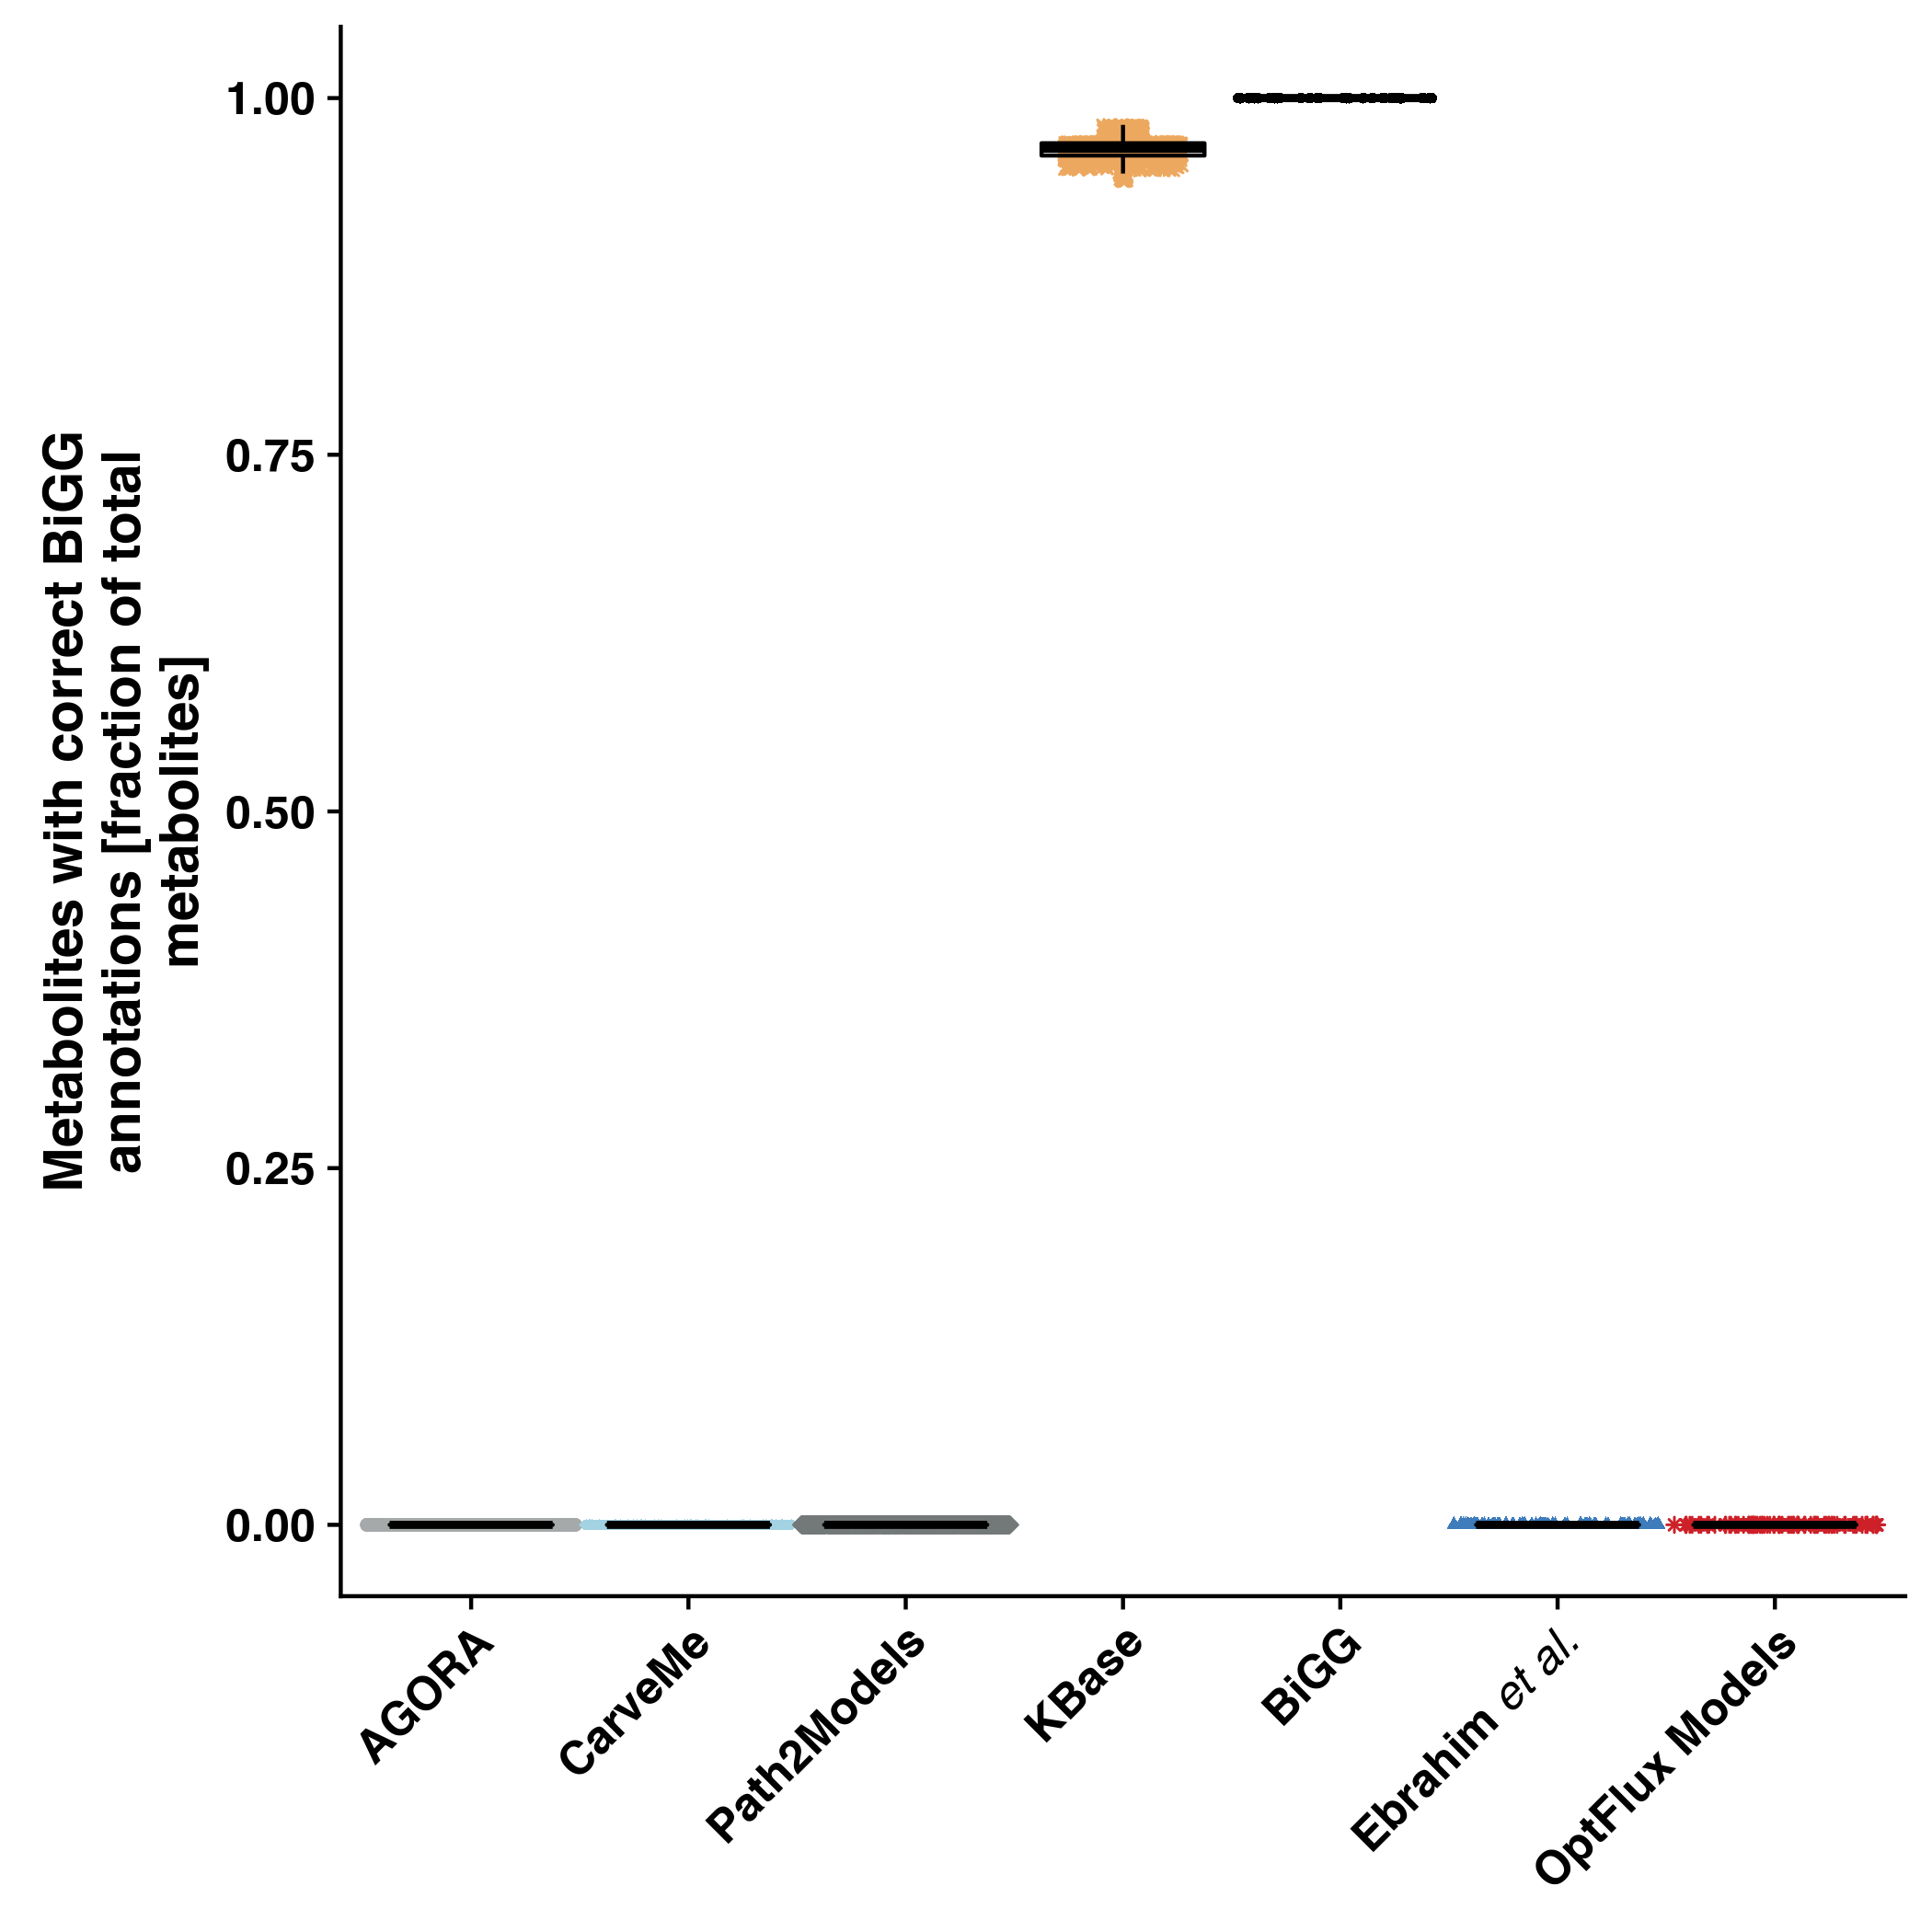 Metabolites with correct BiGG
annotations [fraction of total
metabolites]
1.00
0.75
0.50
0.25
0.00
AGORA
CarveMe
Path2Models
KBase
BiGG
Ebrahim et al.
OptFlux Models